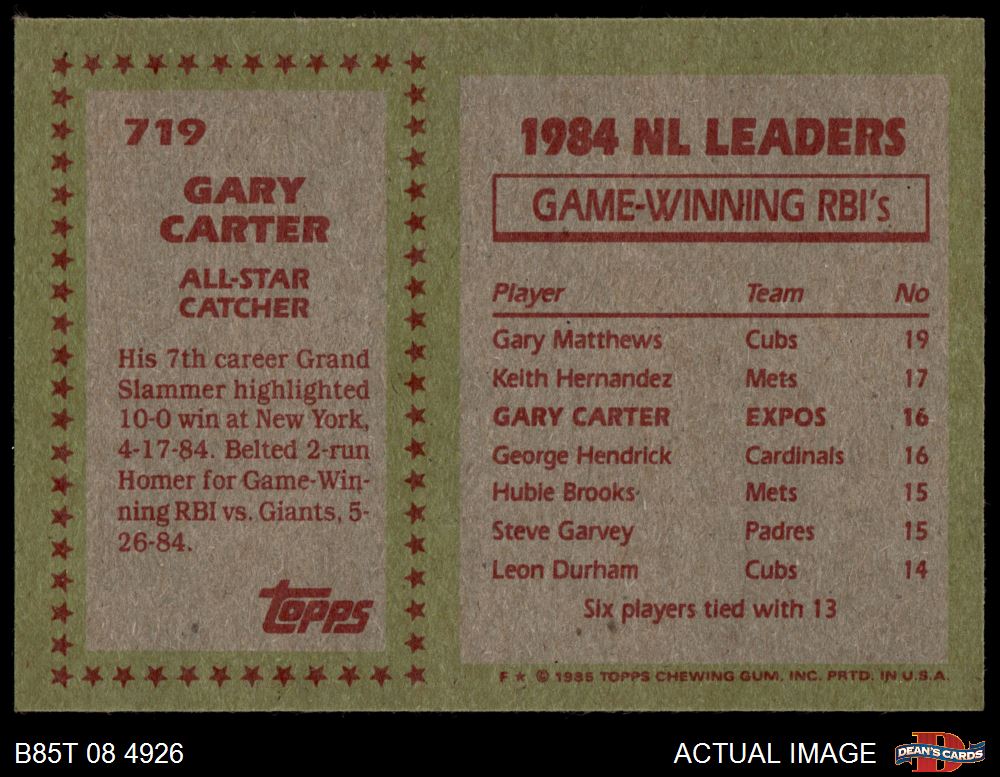 719
GARY
CARTER
ALL-STAR
CATCHER
His 7th career Grand
Slammer highlighted
10-0 win at New York,
4-17-84. Belted 2-run
Homer for Game-Win-
ning RBI vs. Giants, 5-
26-84.
topps
1984 NL LEADERS
GAME-WINNING RBI's
Player Team No
Gary Matthews Cubs 19
Keith Hernandez Mets 17
GARY CARTER EXPOS 16
George Hendrick Cardinals 16
Hubie Brooks Mets 15
Steve Garvey Padres 15
Leon Durham Cubs 14
Six players tied with 13
F ★ © 1985 TOPPS CHEWING GUM, INC. PRTD. IN U.S.A.
B85T 08 4926
ACTUAL IMAGE
D
DEAN'S CARDS